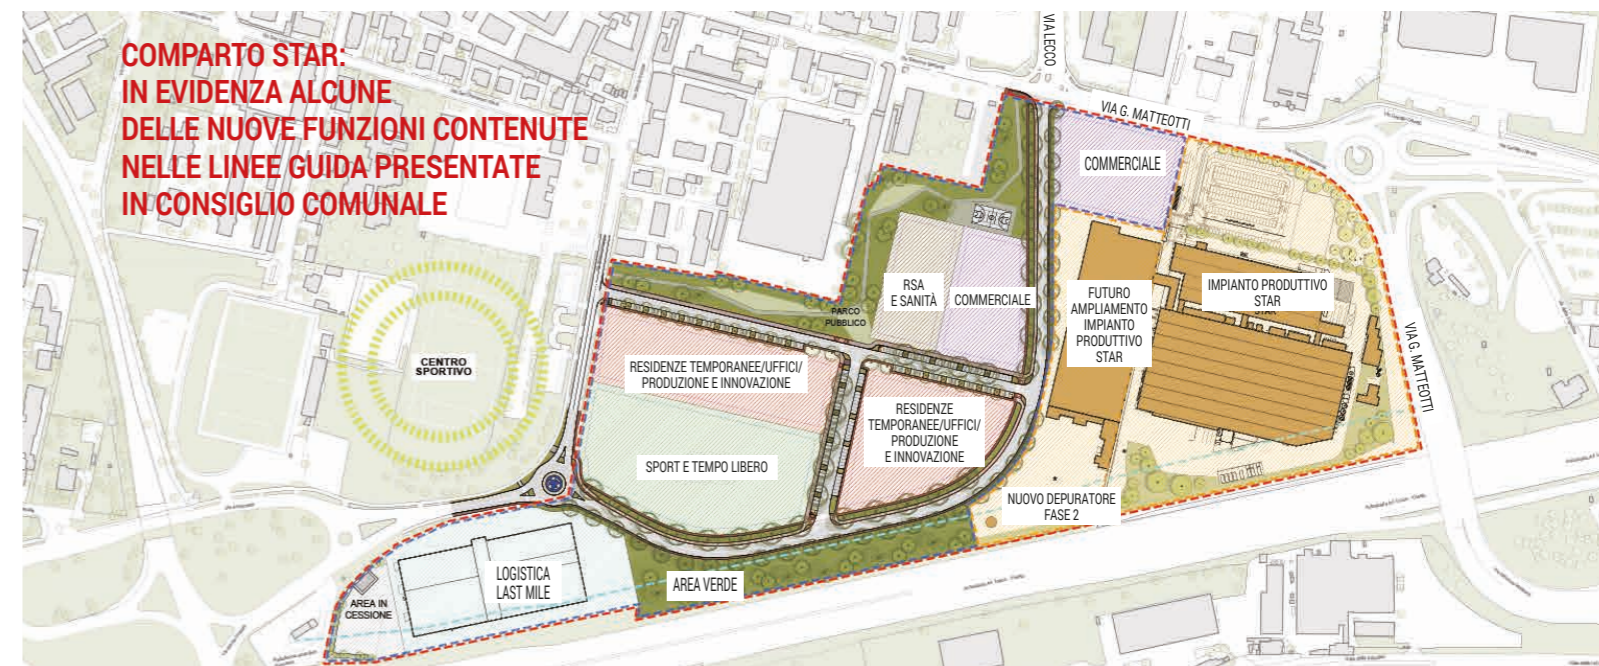 COMPARTO STAR:
IN EVIDENZA ALCUNE
DELLE NUOVE FUNZIONI CONTENUTE
NELLE LINEE GUIDA PRESENTATE
IN CONSIGLIO COMUNALE
VIA LECCO
VIA G. MATTEOTTI
COMMERCIALE
RSA
E SANITÀ
COMMERCIALE
FUTURO
AMPLIAMENTO
IMPIANTO
PRODUTTIVO
STAR
IMPIANTO PRODUTTIVO
STAR
STAR
VIA G. MATTEOTTI
PARCO
PUBBLICO
CENTRO
SPORTIVO
RESIDENZE TEMPORANEE/UFFICI/
PRODUZIONE E INNOVAZIONE
RESIDENZE
TEMPORANEE/UFFICI/
PRODUZIONE
E INNOVAZIONE
SPORT E TEMPO LIBERO
NUOVO DEPURATORE
FASE 2
LOGISTICA
LAST MILE
AREA VERDE
AREA IN
CESSIONE